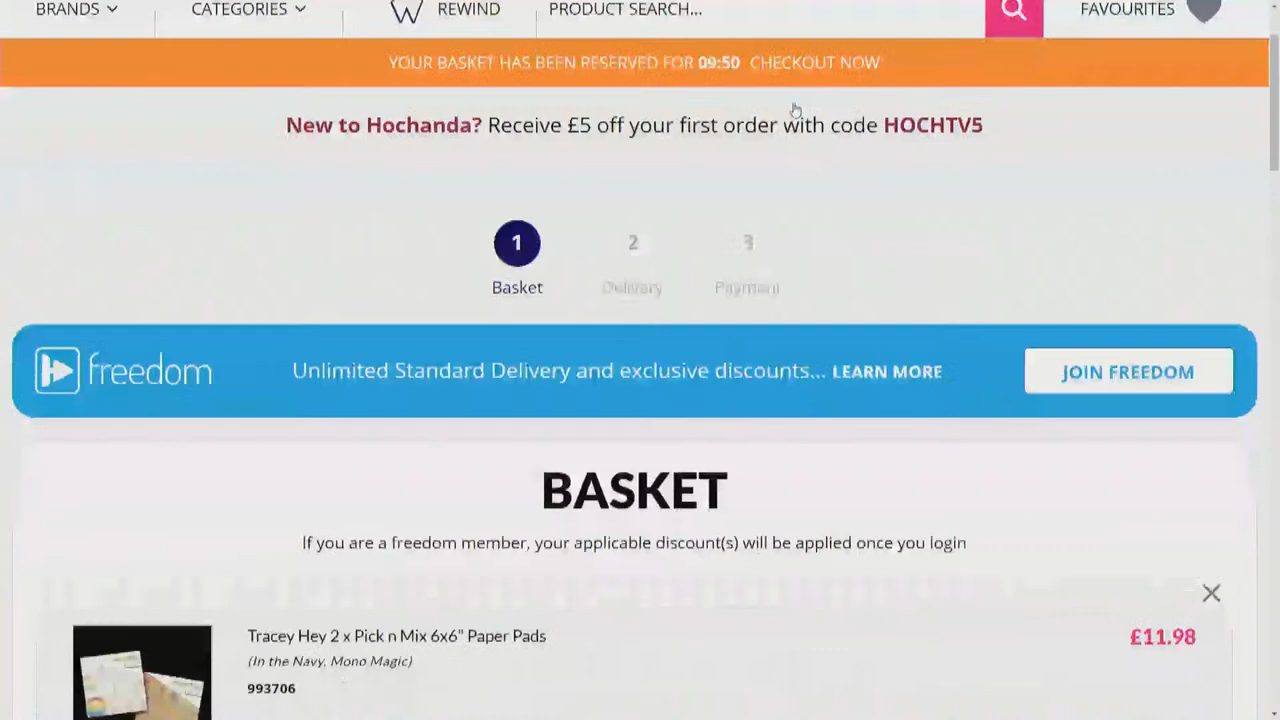 BRANDS
CATEGORIES
REWIND
PRODUCT SEARCH...
FAVOURITES
YOUR BASKET HAS BEEN RESERVED FOR 09:50 CHECKOUT NOW
New to Hochanda? Receive £5 off your first order with code HOCHTV5
1
2
3
Basket
Delivery
Payment
freedom
Unlimited Standard Delivery and exclusive discounts... LEARN MORE
JOIN FREEDOM
BASKET
If you are a freedom member, your applicable discount(s) will be applied once you login
Tracey Hey 2 x Pick n Mix 6x6" Paper Pads
£11.98
(In the Navy, Mono Magic)
993706